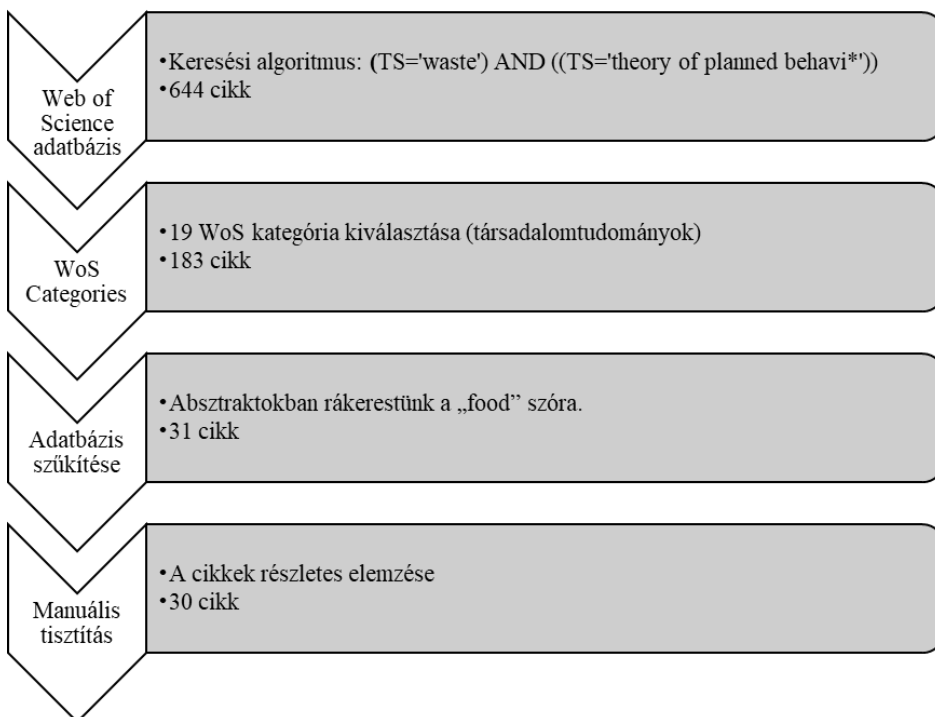 Web of
Science
adatbázis
•Keresési algoritmus: (TS='waste') AND ((TS='theory of planned behavi*'))
•644 cikk
WoS
Categories
•19 WoS kategória kiválasztása (társadalomtudományok)
•183 cikk
Adatbázis
szűkítése
•Absztraktokban rákerestünk a „food” szóra.
•31 cikk
Manuális
tisztítás
•A cikkek részletes elemzése
•30 cikk